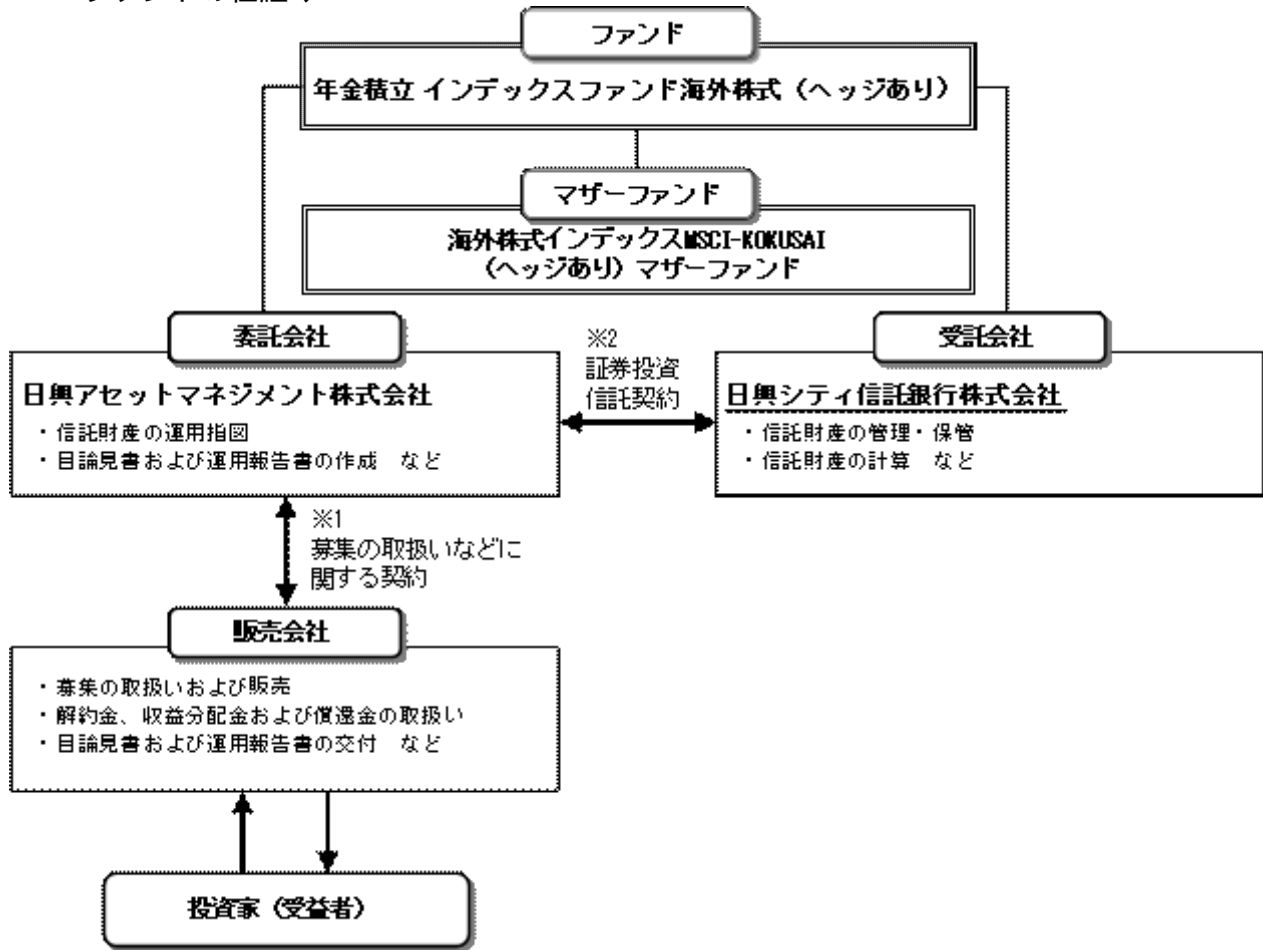 ファンドの仕組み
ファンド
年金積立 インデックスファンド海外株式（ヘッジあり）
マザーファンド
海外株式インデックスMSCI-KOKUSAI
（ヘッジあり）マザーファンド
委託会社
日興アセットマネジメント株式会社
・信託財産の運用指図
・目論見書および運用報告書の作成　など
※2
証券投資
信託契約
受託会社
日興シティ信託銀行株式会社
・信託財産の管理・保管
・信託財産の計算　など
※1
募集の取扱いなどに
関する契約
販売会社
・募集の取扱いおよび販売
・解約金、収益分配金および償還金の取扱い
・目論見書および運用報告書の交付　など
投資家（受益者）